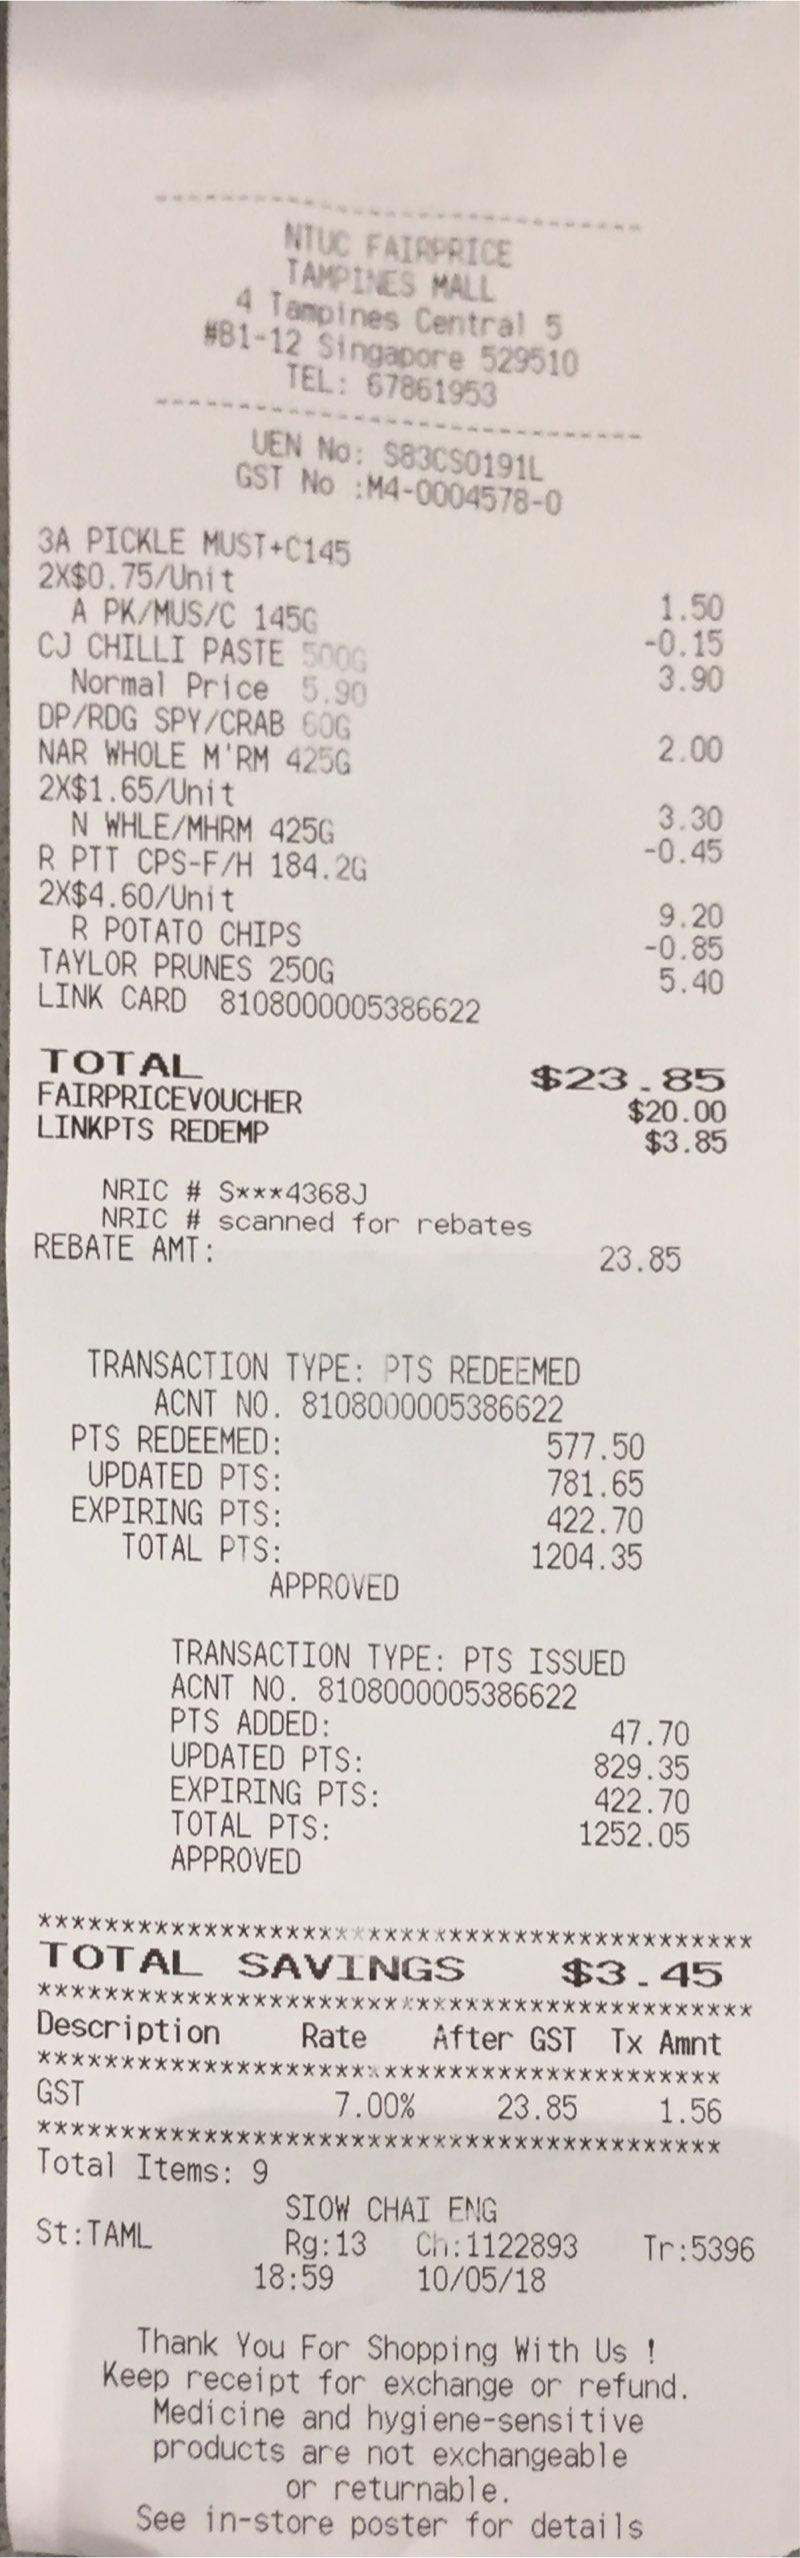 NTUC FAIRPRICE
TAMPINES MALL
4 Tampines Central 5
#B1-12 Singapore 529510
TEL: 67861953
UEN No: S83CS0191L
GST No :M4-0004578-0
3A PICKLE MUST+C145
2X$0.75/Unit 1.50
A PK/MUS/C 145G -0.15
CJ CHILLI PASTE 500G 3.90
Normal Price 5.90
DP/RDG SPY/CRAB 60G 2.00
NAR WHOLE M'RM 425G
2X$1.65/Unit 3.30
N WHLE/MHRM 425G -0.45
R PTT CPS-F/H 184.2G
2X$4.60/Unit 9.20
R POTATO CHIPS -0.85
TAYLOR PRUNES 250G 5.40
LINK CARD 8108000005386622
TOTAL $23.85
FAIRPRICEVOUCHER $20.00
LINKPTS REDEMP $3.85
NRIC # S***4368J
NRIC # scanned for rebates
REBATE AMT: 23.85
TRANSACTION TYPE: PTS REDEEMED
ACNT NO. 8108000005386622
PTS REDEEMED: 577.50
UPDATED PTS: 781.65
EXPIRING PTS: 422.70
TOTAL PTS: 1204.35
APPROVED
TRANSACTION TYPE: PTS ISSUED
ACNT NO. 8108000005386622
PTS ADDED: 47.70
UPDATED PTS: 829.35
EXPIRING PTS: 422.70
TOTAL PTS: 1252.05
APPROVED
*******************************************
TOTAL SAVINGS $3.45
*******************************************
Description Rate After GST Tx Amnt
*****************************************
GST 7.00% 23.85 1.56
*****************************************
Total Items: 9
SIOW CHAI ENG
St:TAML Rg:13 Ch:1122893 Tr:5396
18:59 10/05/18
Thank You For Shopping With Us !
Keep receipt for exchange or refund.
Medicine and hygiene-sensitive
products are not exchangeable
or returnable.
See in-store poster for details